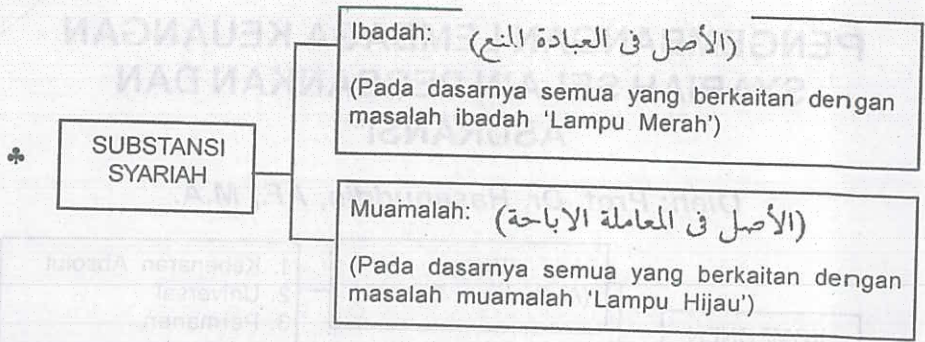 Ibadah: (الأصل فى العبادة المنع)
(Pada dasarnya semua yang berkaitan dengan
masalah ibadah 'Lampu Merah')
♣ SUBSTANSI
SYARIAH
Muamalah: (الأصل فى المعاملة الاباحة)
(Pada dasarnya semua yang berkaitan dengan
masalah muamalah 'Lampu Hijau')